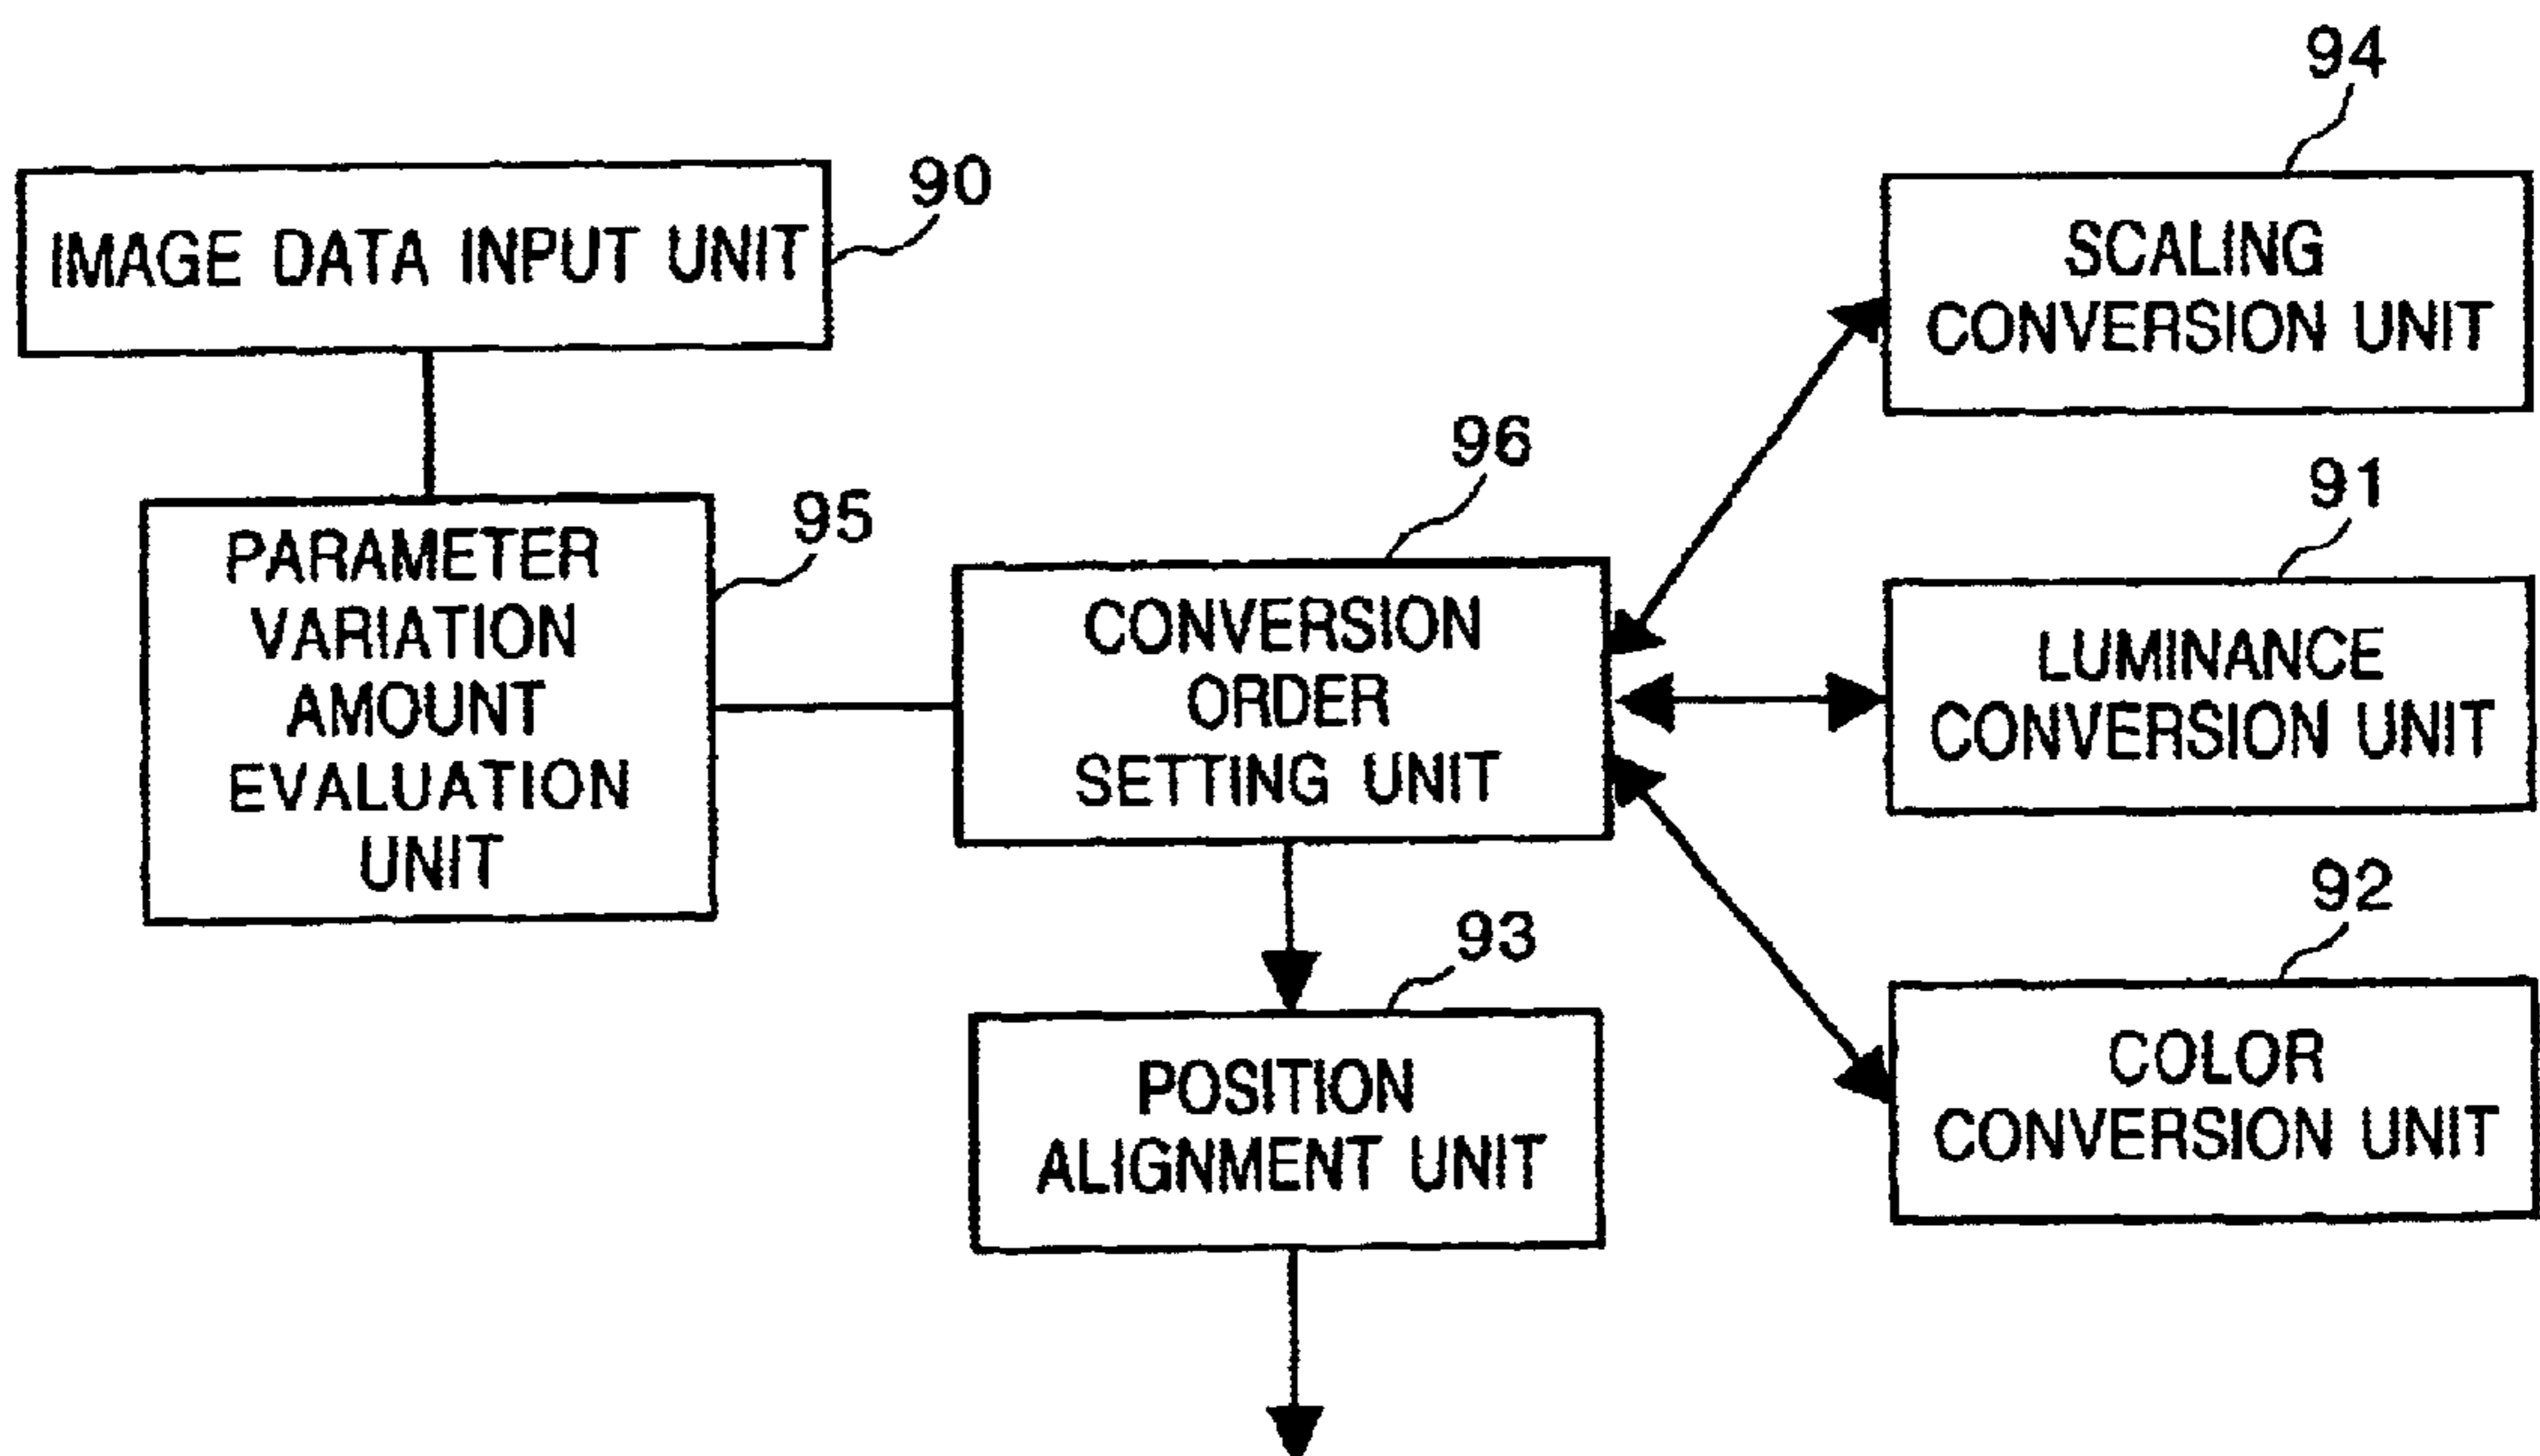 90
IMAGE DATA INPUT UNIT
95
PARAMETER
VARIATION
AMOUNT
EVALUATION
UNIT
96
CONVERSION
ORDER
SETTING UNIT
94
SCALING
CONVERSION UNIT
91
LUMINANCE
CONVERSION UNIT
92
COLOR
CONVERSION UNIT
93
POSITION
ALIGNMENT UNIT